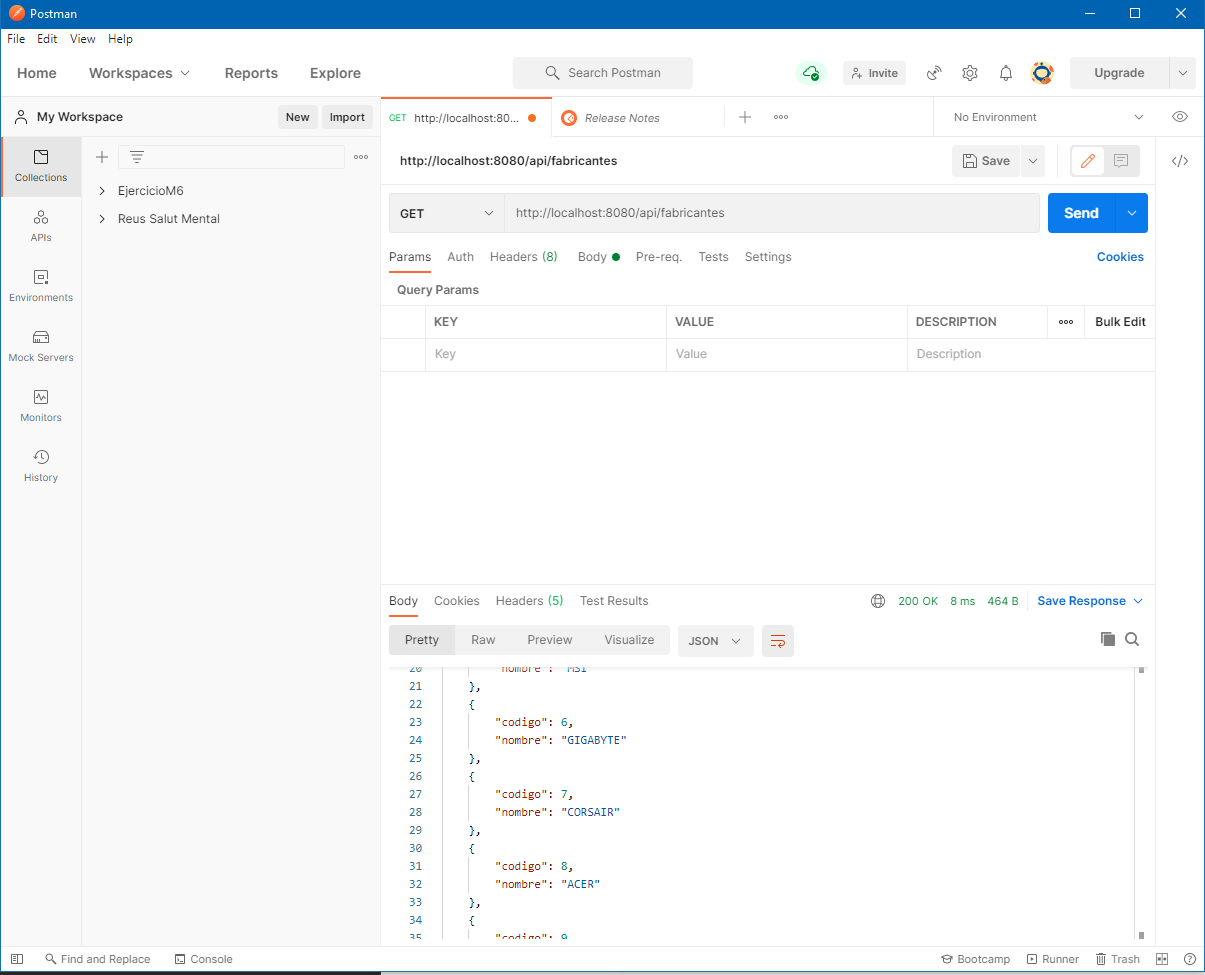 Postman
File Edit View Help
Home Workspaces Reports Explore Search Postman Invite Upgrade
My Workspace New Import
GET http://localhost:80... Release Notes No Environment
Collections
APIs
Environments
Mock Servers
Monitors
History
EjercicioM6
Reus Salut Mental
http://localhost:8080/api/fabricantes Save
GET http://localhost:8080/api/fabricantes Send
Params Auth Headers (8) Body Pre-req. Tests Settings Cookies
Query Params
KEY VALUE DESCRIPTION Bulk Edit
Key Value Description
Body Cookies Headers (5) Test Results 200 OK 8 ms 464 B Save Response
Pretty Raw Preview Visualize JSON
20 "nombre": "MSI"
21 },
22 {
23 "codigo": 6,
24 "nombre": "GIGABYTE"
25 },
26 {
27 "codigo": 7,
28 "nombre": "CORSAIR"
29 },
30 {
31 "codigo": 8,
32 "nombre": "ACER"
33 },
34 {
35 "codigo": 9,
Find and Replace Console Bootcamp Runner Trash